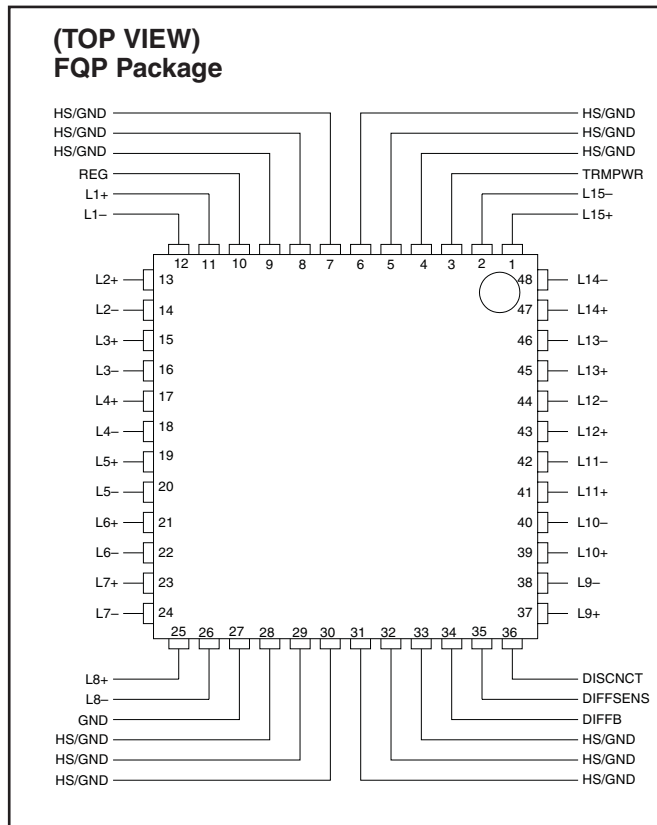 (TOP VIEW)
FQP Package
HS/GND
HS/GND
HS/GND
REG
L1+
L1–
HS/GND
HS/GND
HS/GND
TRMPWR
L15–
L15+
12 11 10 9 8 7 6 5 4 3 2 1
L2+ 13 48 L14–
L2– 14 47 L14+
L3+ 15 46 L13–
L3– 16 45 L13+
L4+ 17 44 L12–
L4– 18 43 L12+
L5+ 19 42 L11–
L5– 20 41 L11+
L6+ 21 40 L10–
L6– 22 39 L10+
L7+ 23 38 L9–
L7– 24 37 L9+
25 26 27 28 29 30 31 32 33 34 35 36
L8+
L8–
GND
HS/GND
HS/GND
HS/GND
DISCNCT
DIFFSENS
DIFFB
HS/GND
HS/GND
HS/GND